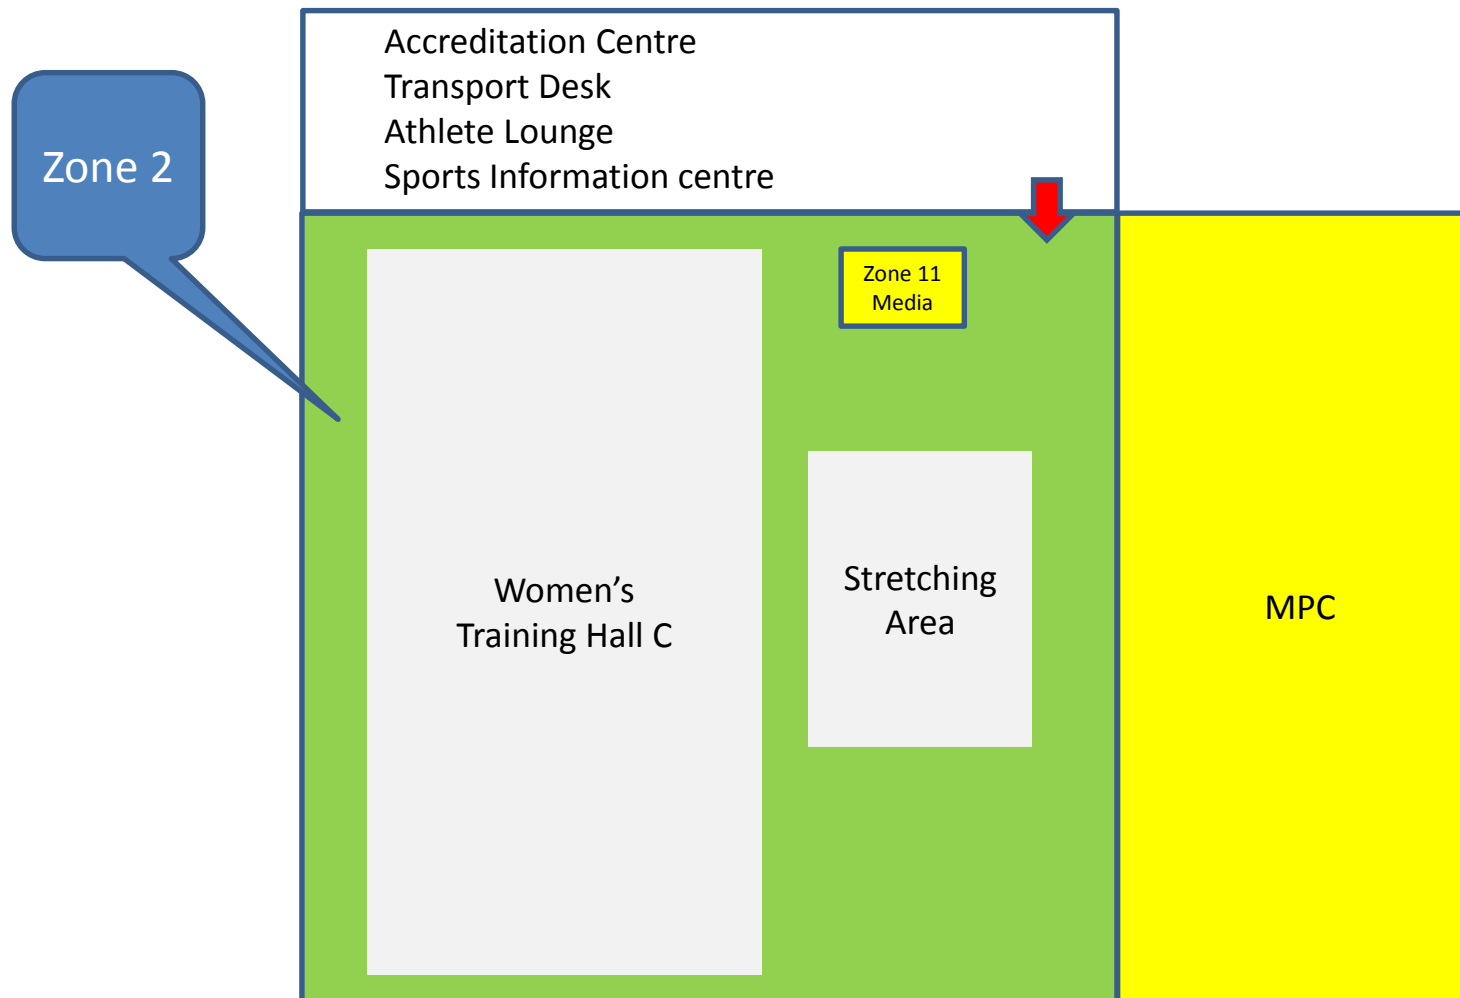 Accreditation Centre
Transport Desk
Athlete Lounge
Sports Information centre
Zone 2
Zone 11
Media
Women’s
Training Hall C
Stretching
Area
MPC